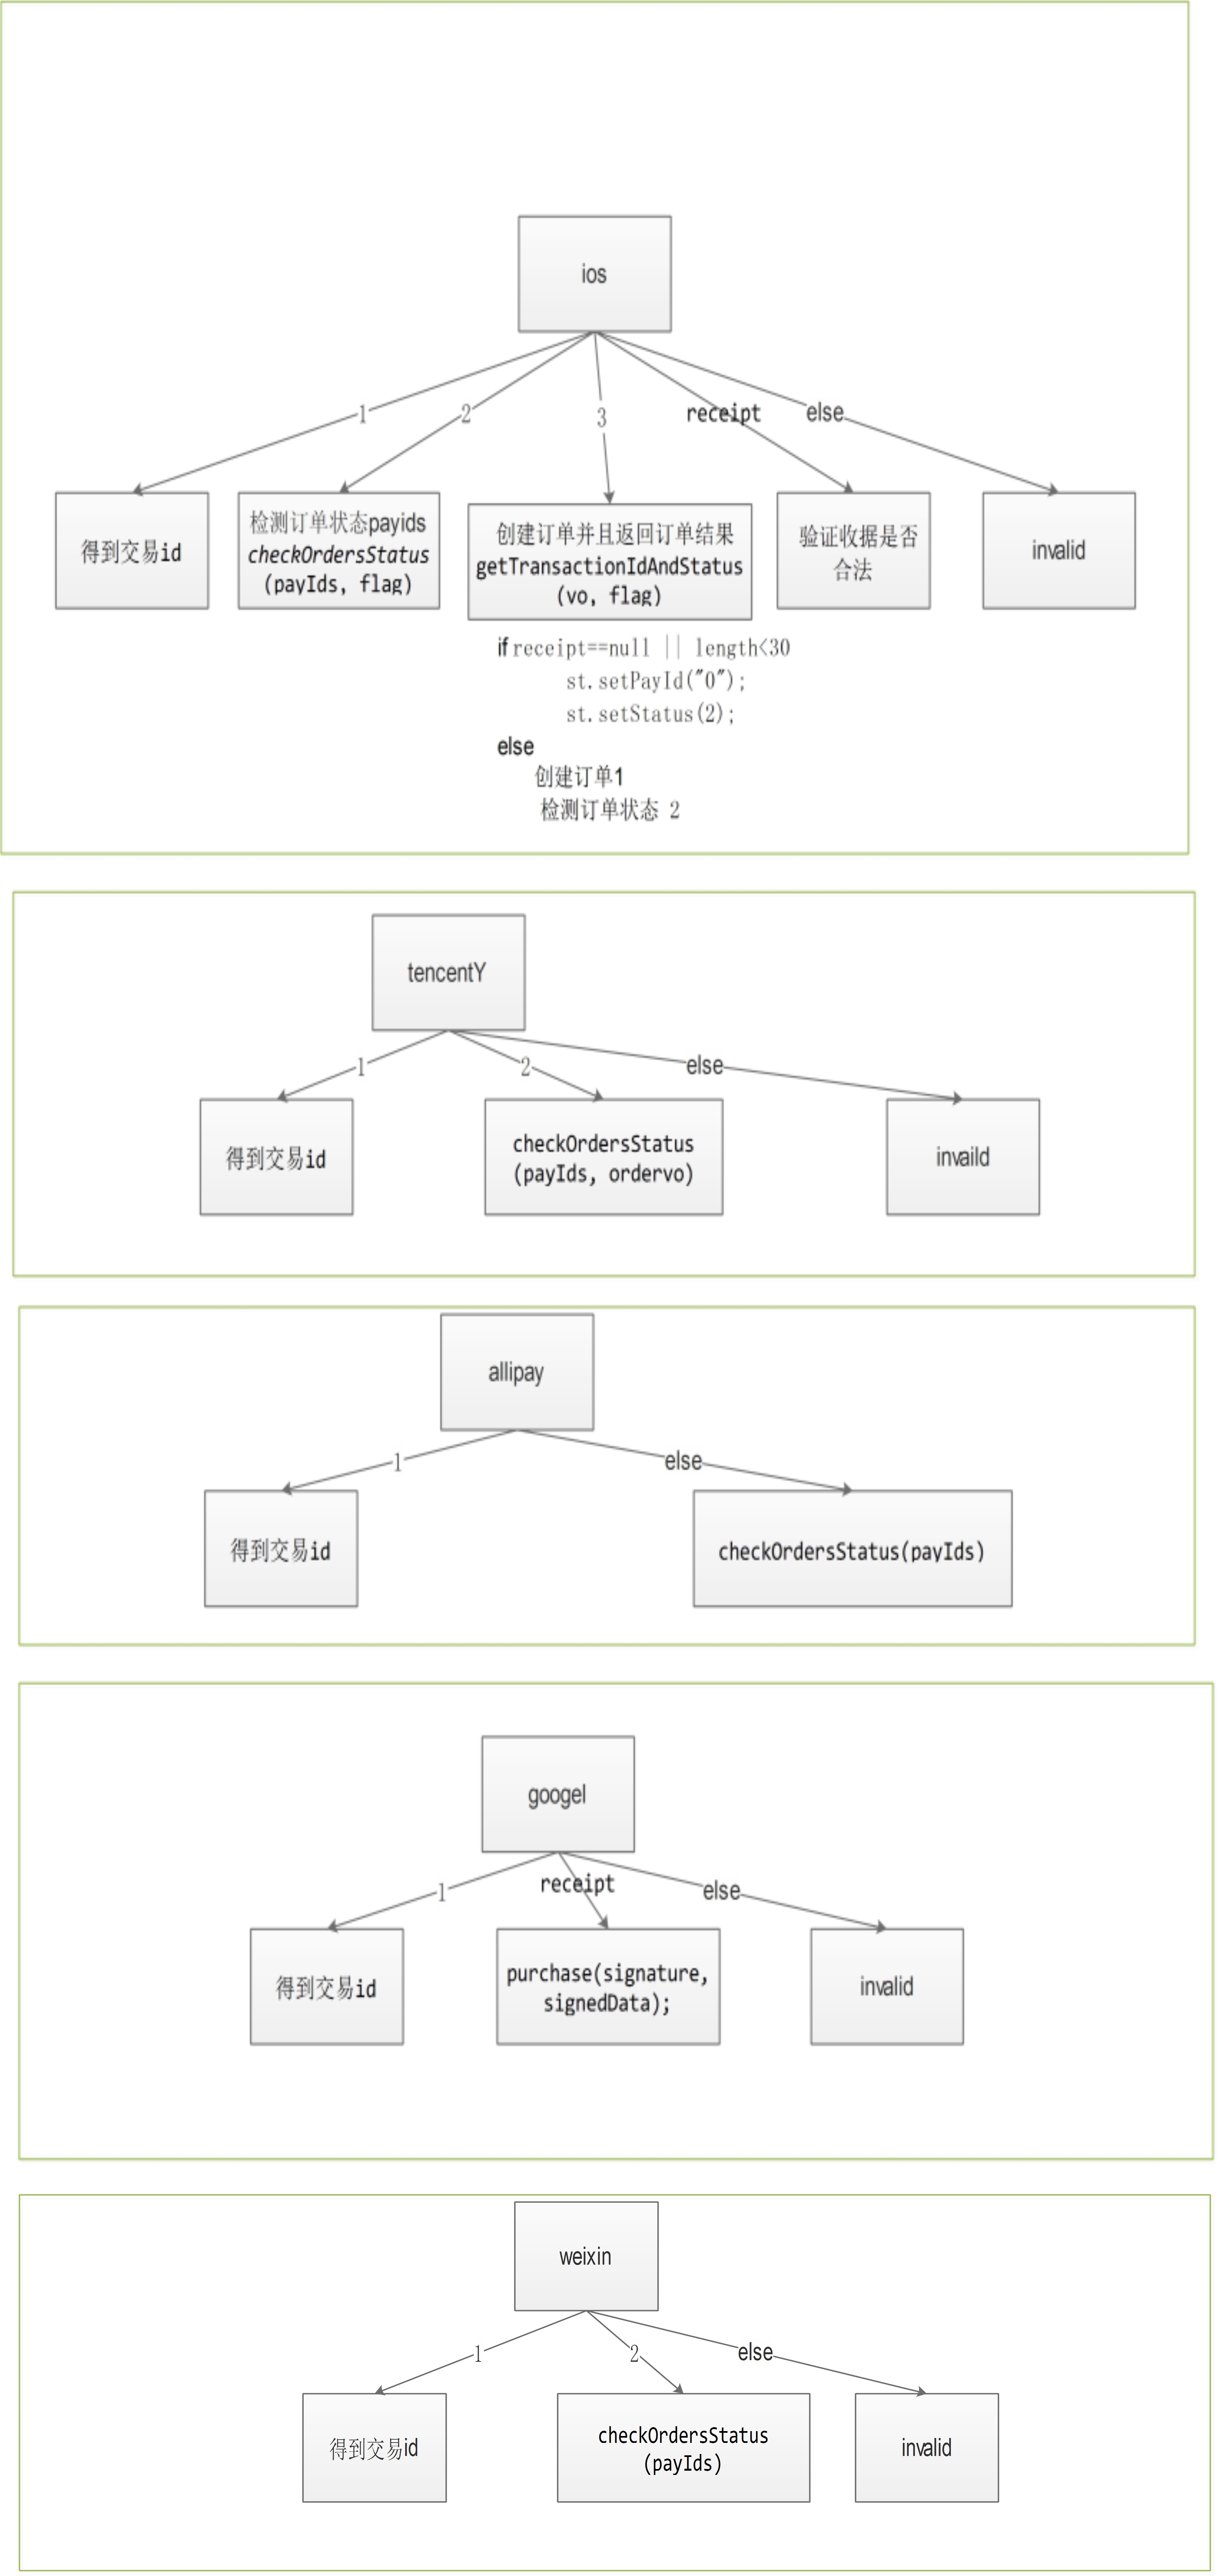 ios
1
2
3
receipt
else
得到交易id
检测订单状态payids
checkOrdersStatus
(payIds, flag)
创建订单并且返回订单结果
getTransactionIdAndStatus
(vo, flag)
验证收据是否
合法
invalid
if receipt==null || length<30
st.setPayId("0");
st.setStatus(2);
else
创建订单1
检测订单状态 2
tencentY
1
2
else
得到交易id
checkOrdersStatus
(payIds, ordervo)
invaild
allipay
1
else
得到交易id
checkOrdersStatus(payIds)
googel
1
receipt
else
得到交易id
purchase(signature,
signedData);
invalid
weixin
1
2
else
得到交易id
checkOrdersStatus
(payIds)
invalid